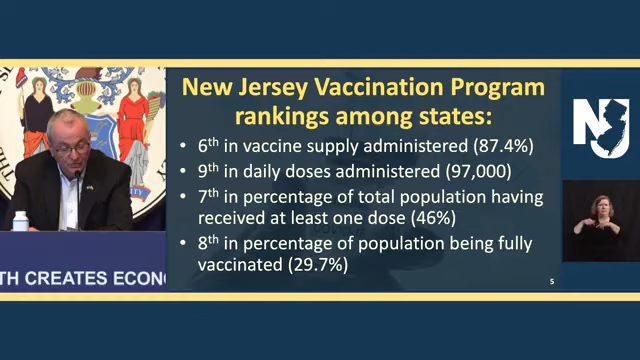 New Jersey Vaccination Program
rankings among states:
• 6th in vaccine supply administered (87.4%)
• 9th in daily doses administered (97,000)
• 7th in percentage of total population having
received at least one dose (46%)
• 8th in percentage of population being fully
vaccinated (29.7%)
5
NJ
TH CREATES ECON